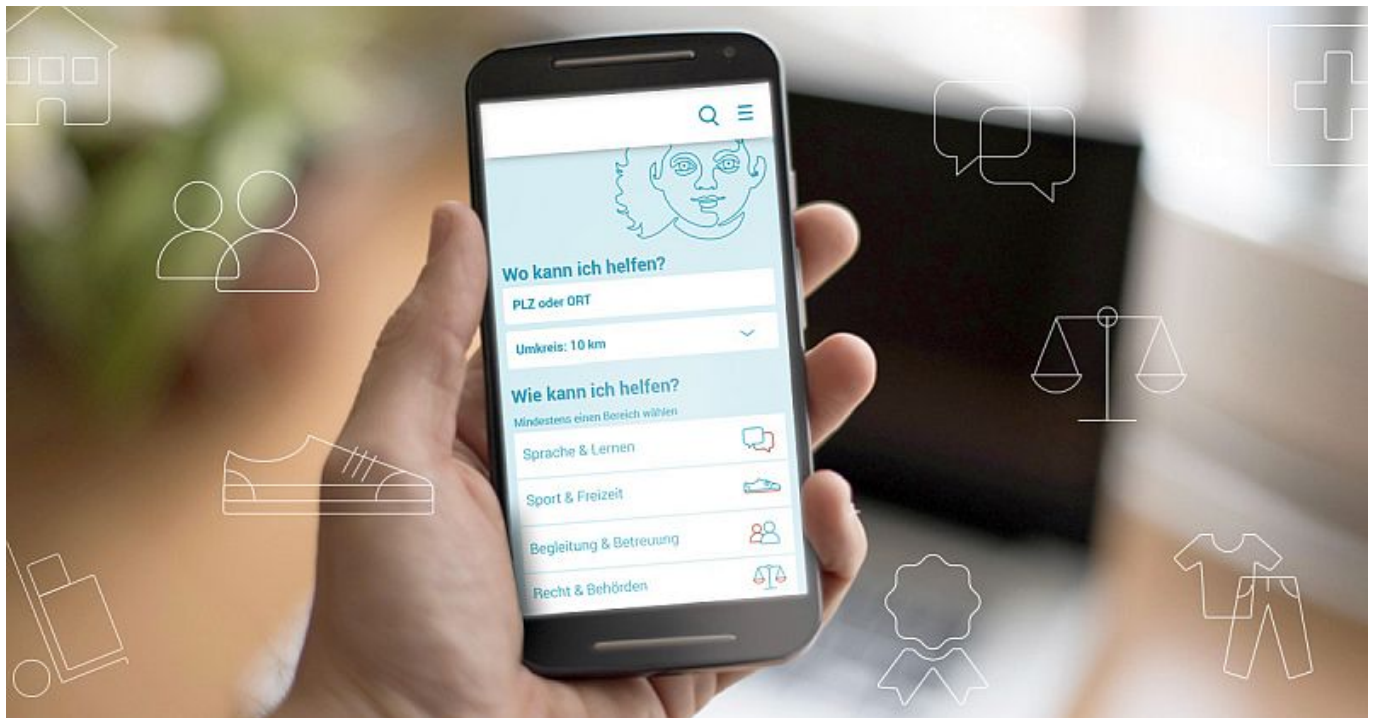 Wo kann ich helfen?
PLZ oder ORT
Umkreis: 10 km
Wie kann ich helfen?
Mindestens einen Bereich wählen
Sprache & Lernen
Sport & Freizeit
Begleitung & Betreuung
Recht & Behörden